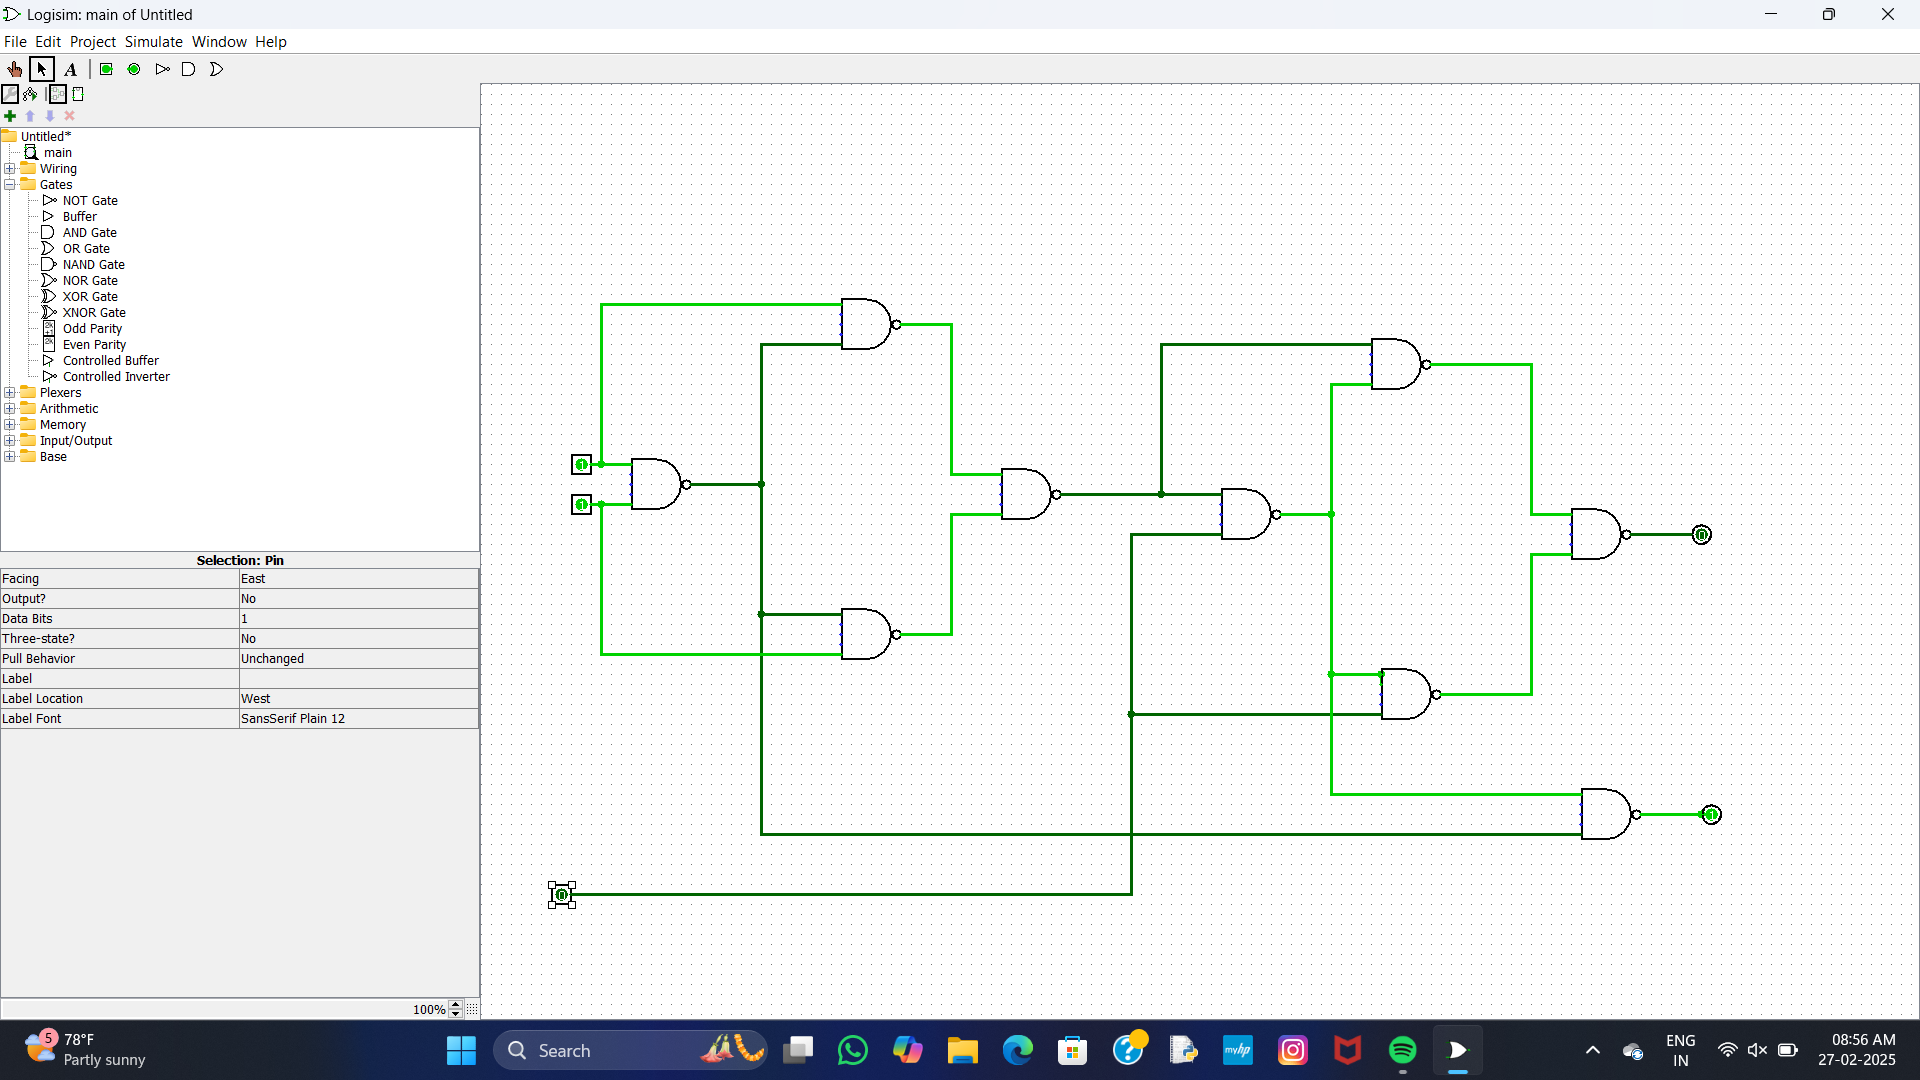 Logisim: main of Untitled
File Edit Project Simulate Window Help
A
Untitled*
main
Wiring
Gates
NOT Gate
Buffer
AND Gate
OR Gate
NAND Gate
NOR Gate
XOR Gate
XNOR Gate
Odd Parity
Even Parity
Controlled Buffer
Controlled Inverter
Plexers
Arithmetic
Memory
Input/Output
Base
Selection: Pin
Facing East
Output? No
Data Bits 1
Three-state? No
Pull Behavior Unchanged
Label
Label Location West
Label Font SansSerif Plain 12
100%
1
1
0
0
1
5
78°F
Partly sunny
Search
myhp
ENG
IN
08:56 AM
27-02-2025